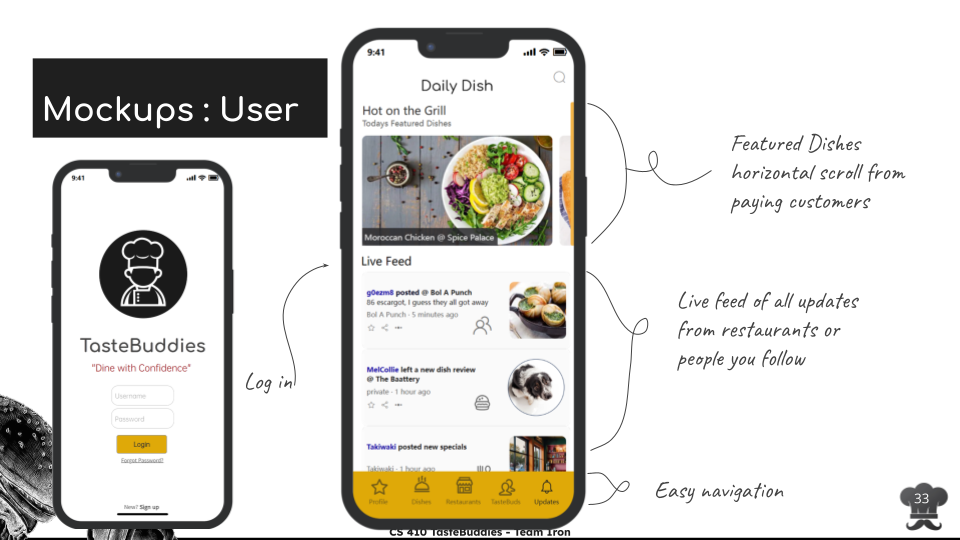 Mockups : User
9:41
TasteBuddies
"Dine with Confidence"
Username
Password
Login
Forgot Password?
New? Sign up
Log in
9:41
Daily Dish
Hot on the Grill
Todays Featured Dishes
Moroccan Chicken @ Spice Palace
Live Feed
g0ezm8 posted @ Bol A Punch
86 escargot, I guess they all got away
Bol A Punch - 5 minutes ago
MelCollie left a new dish review
@ The Baattery
private - 1 hour ago
Takiwaki posted new specials
Takiwaki - 1 hour ago
Profile
Dishes
Restaurants
TasteBuds
Updates
Featured Dishes
horizontal scroll from
paying customers
Live feed of all updates
from restaurants or
people you follow
Easy navigation
33
CS 410 TasteBuddies - Team Iron